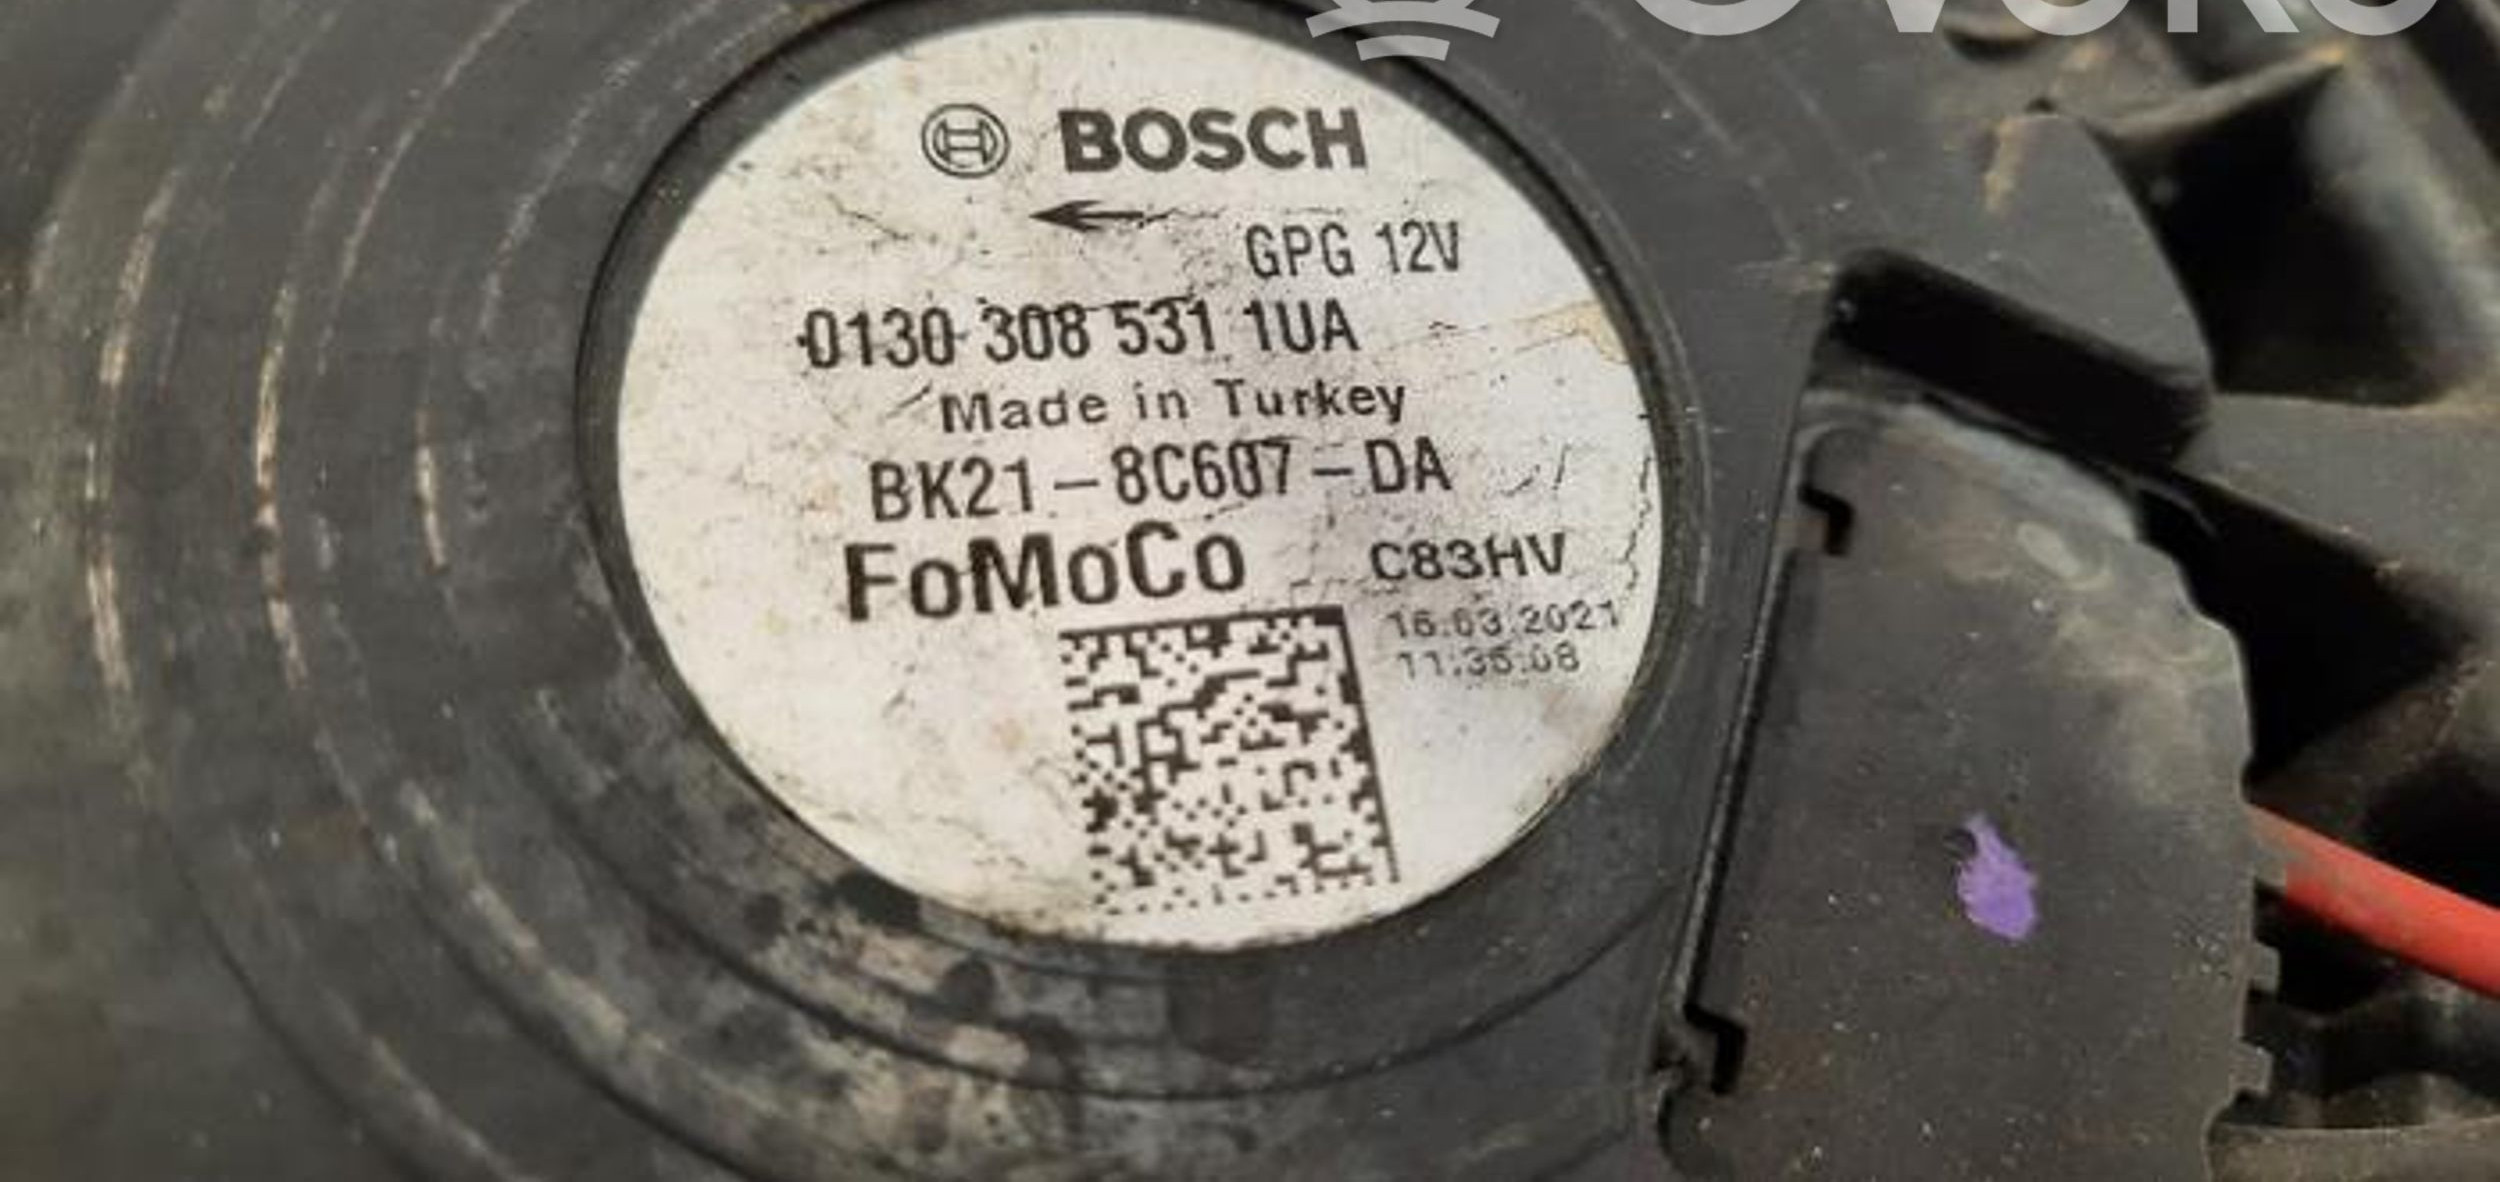 BOSCH
GPG 12V
0130 308 531 1UA
Made in Turkey
BK21-8C607-DA
FoMoCo C83HV
16.03.2021
11:35:08